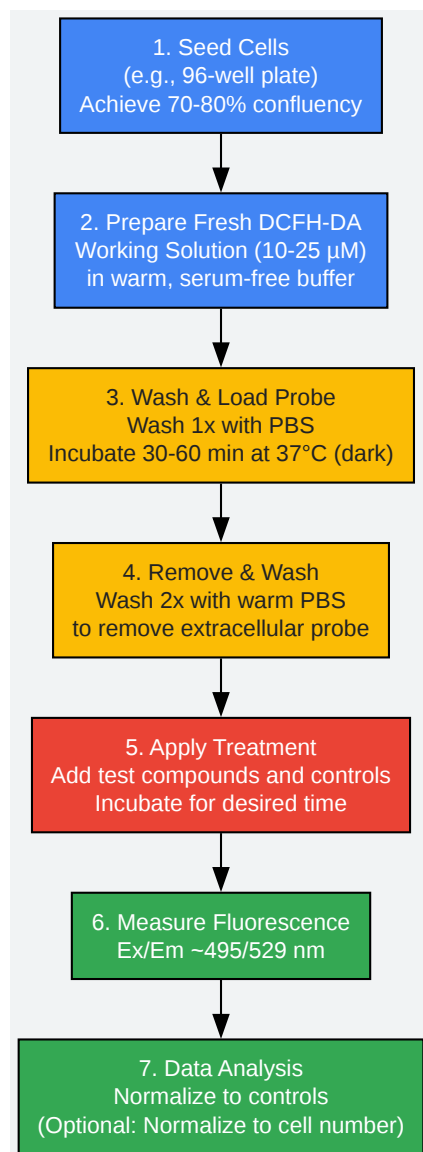 1. Seed Cells
(e.g., 96-well plate)
Achieve 70-80% confluency
2. Prepare Fresh DCFH-DA
Working Solution (10-25 µM)
in warm, serum-free buffer
3. Wash & Load Probe
Wash 1x with PBS
Incubate 30-60 min at 37°C (dark)
4. Remove & Wash
Wash 2x with warm PBS
to remove extracellular probe
5. Apply Treatment
Add test compounds and controls
Incubate for desired time
6. Measure Fluorescence
Ex/Em ~495/529 nm
7. Data Analysis
Normalize to controls
(Optional: Normalize to cell number)